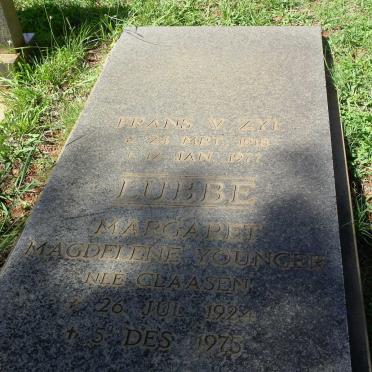 FRANS V. ZYL
* 24 MRT. 1918
† 17 JAN. 1977
LUBBE
MARGARET
MAGDELENE YOUNGER
NEE CLAASEN
* 26 JUL. 1924
† 5 DES. 1975